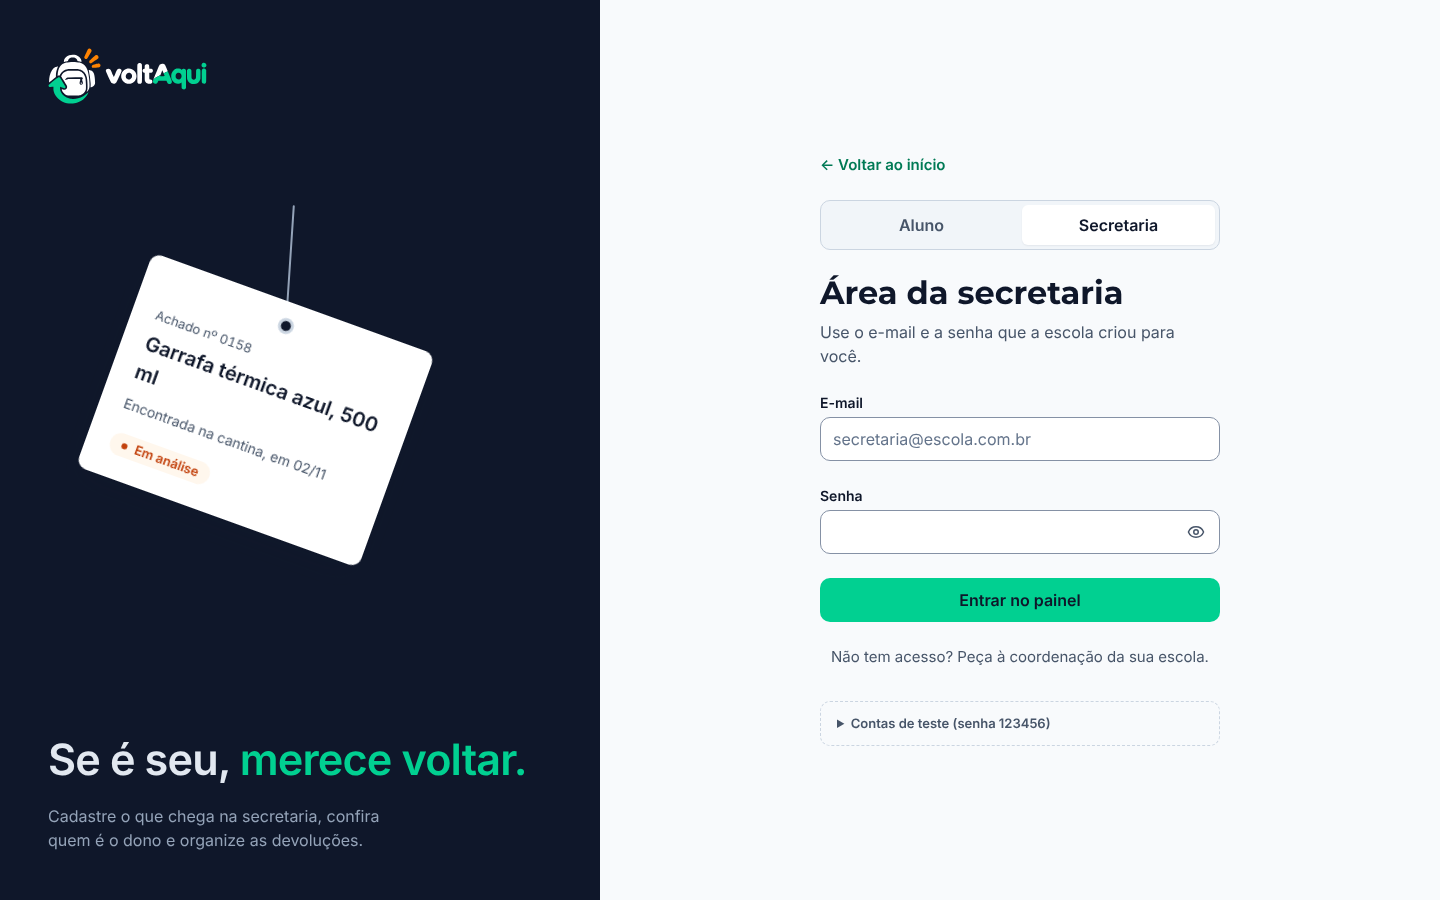 voltAqui
Achado nº 0158
Garrafa térmica azul, 500
ml
Encontrada na cantina, em 02/11
Em análise
Se é seu, merece voltar.
Cadastre o que chega na secretaria, confira
quem é o dono e organize as devoluções.
← Voltar ao início
Aluno
Secretaria
Área da secretaria
Use o e-mail e a senha que a escola criou para
você.
E-mail
secretaria@escola.com.br
Senha
Entrar no painel
Não tem acesso? Peça à coordenação da sua escola.
Contas de teste (senha 123456)